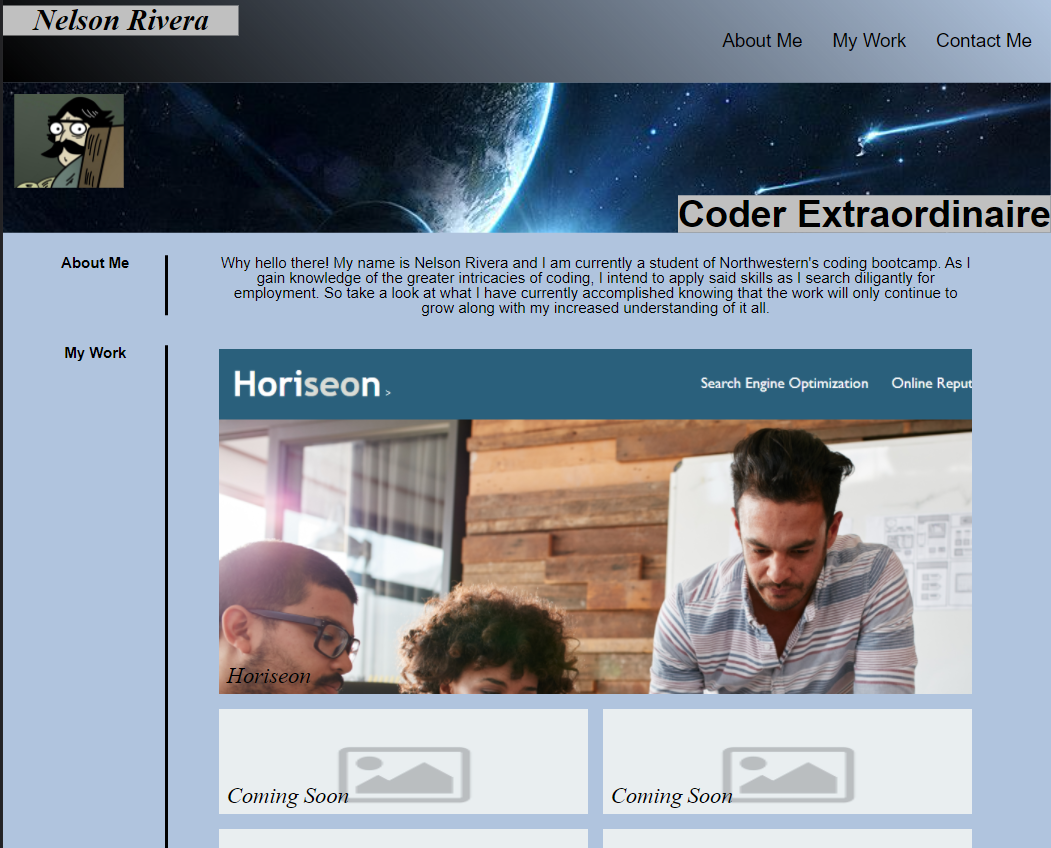 Nelson Rivera
About Me My Work Contact Me
Coder Extraordinaire
About Me
Why hello there! My name is Nelson Rivera and I am currently a student of Northwestern's coding bootcamp. As I
gain knowledge of the greater intricacies of coding, I intend to apply said skills as I search diligantly for
employment. So take a look at what I have currently accomplished knowing that the work will only continue to
grow along with my increased understanding of it all.
My Work
Horiseon >
Search Engine Optimization Online Reput
Horiseon
Coming Soon Coming Soon